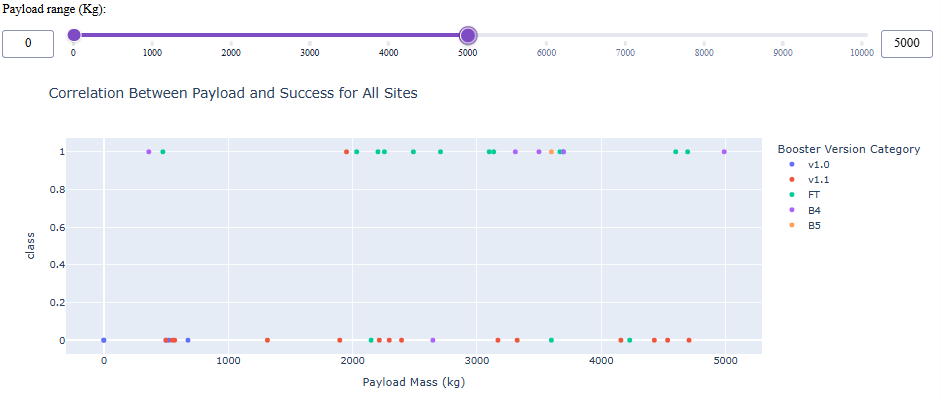 Payload range (Kg):
0
0 1000 2000 3000 4000 5000 6000 7000 8000 9000 10000
5000
Correlation Between Payload and Success for All Sites
1
0.8
0.6
0.4
0.2
0
class
0 1000 2000 3000 4000 5000
Payload Mass (kg)
Booster Version Category
v1.0
v1.1
FT
B4
B5